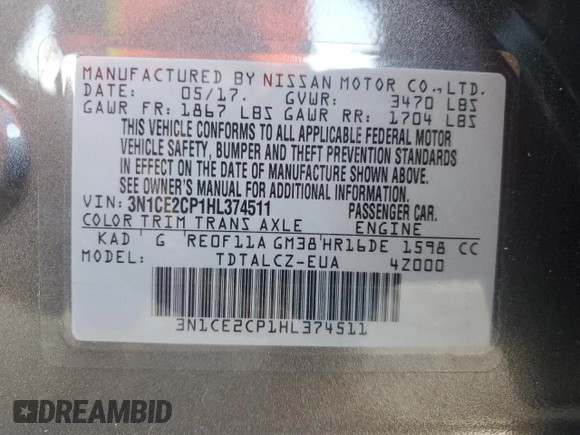 MANUFACTURED BY NISSAN MOTOR CO.,LTD.
DATE: 05/17. GVWR: 3470 LBS
GAWR FR: 1867 LBS GAWR RR: 1704 LBS
THIS VEHICLE CONFORMS TO ALL APPLICABLE FEDERAL MOTOR
VEHICLE SAFETY, BUMPER AND THEFT PREVENTION STANDARDS
IN EFFECT ON THE DATE OF MANUFACTURE SHOWN ABOVE.
SEE OWNER'S MANUAL FOR ADDITIONAL INFORMATION.
VIN: 3N1CE2CP1HL374511 PASSENGER CAR.
COLOR TRIM TRANS AXLE ENGINE
KAD G RE0F11A GM38 HR16DE 1598 CC
MODEL: TDTALCZ-EUA 4Z000
3N1CE2CP1HL374511
DREAMBID